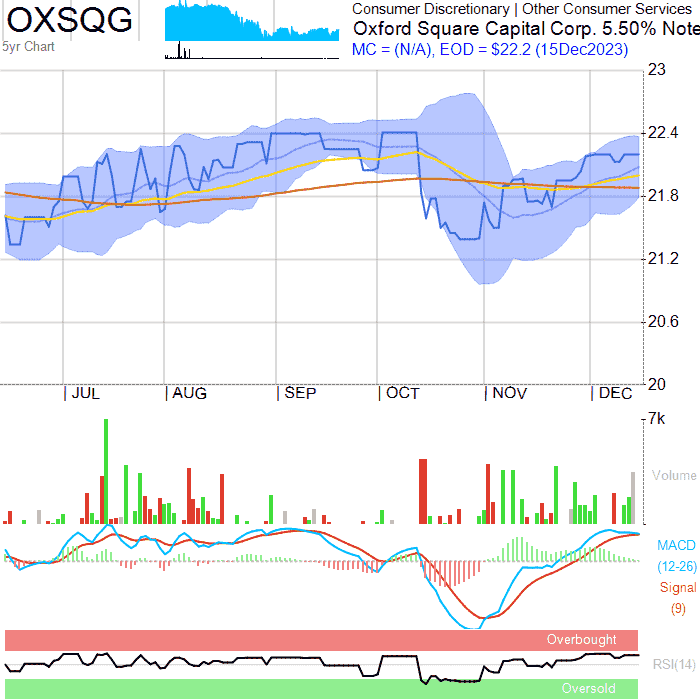 OXSQG
5yr Chart
Consumer Discretionary | Other Consumer Services
Oxford Square Capital Corp. 5.50% Note
MC = (N/A), EOD = $22.2 (15Dec2023)
23
22.4
21.8
21.2
20.6
20
JUL
AUG
SEP
OCT
NOV
DEC
7k
Volume
MACD
(12-26)
Signal
(9)
Overbought
RSI(14)
Oversold